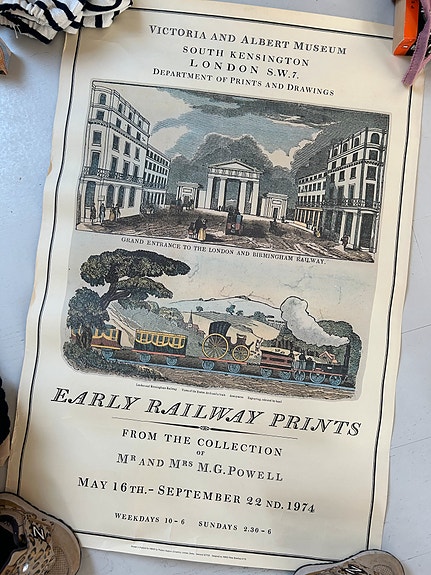 VICTORIA AND ALBERT MUSEUM
SOUTH KENSINGTON
LONDON S.W.7.
DEPARTMENT OF PRINTS AND DRAWINGS
GRAND ENTRANCE TO THE LONDON AND BIRMINGHAM RAILWAY.
EARLY RAILWAY PRINTS
FROM THE COLLECTION
OF
MR AND MRS M.G. POWELL
MAY 16TH.- SEPTEMBER 22 ND. 1974
WEEKDAYS 10-6 SUNDAYS 2.30-6